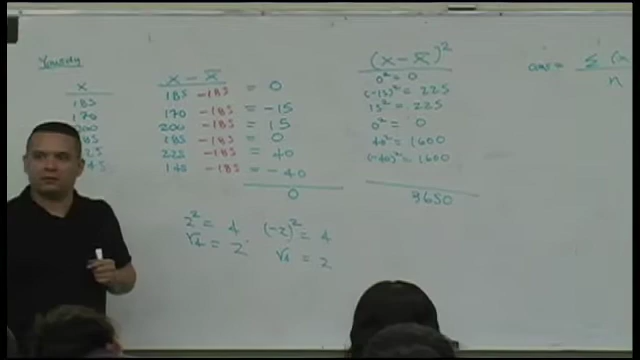 x
185
170
200
185
x - x̄
185 -185 = 0
170 -185 = -15
200 -185 = 15
185 -185 = 0
225 -185 = 40
140 -185 = -40
0
(x - x̄)²
0² = 0
(-15)² = 225
15² = 225
0² = 0
40² = 1600
(-40)² = 1600
3650
Σ (x
n
2² = 4
√4 = 2
(-2)² = 4
√4 = 2